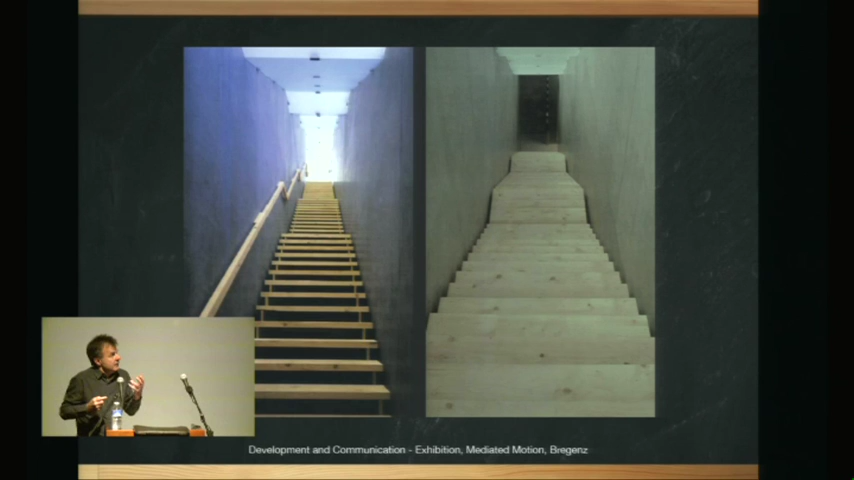 Development and Communication - Exhibition, Mediated Motion, Bregenz